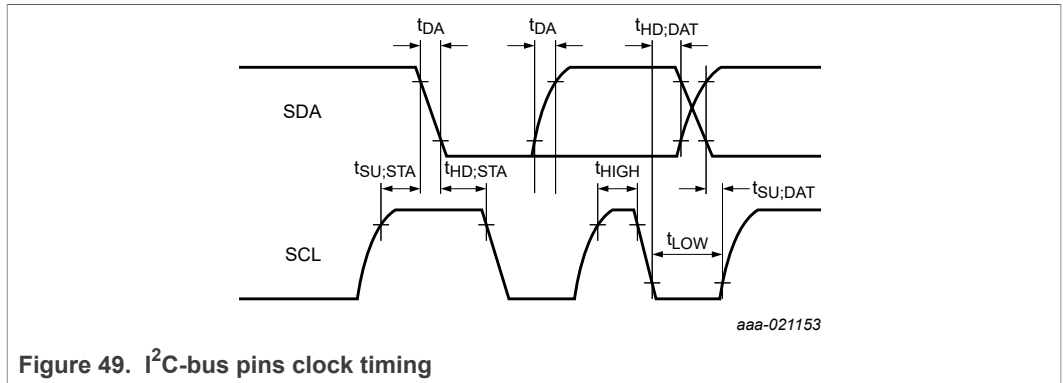 tDA tDA tHD;DAT
SDA
tSU;STA tHD;STA tHIGH tSU;DAT
SCL
tLOW
aaa-021153
Figure 49. I²C-bus pins clock timing